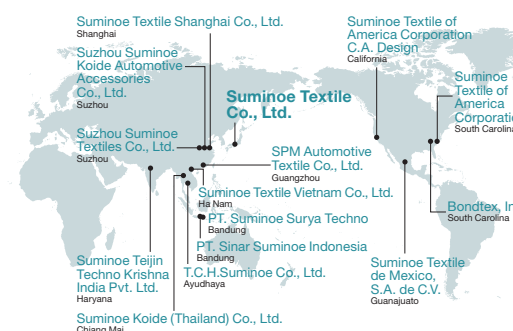 Suminoe Textile Shanghai Co., Ltd.
Shanghai
Suzhou Suminoe
Koide Automotive
Accessories
Co., Ltd.
Suzhou
Suzhou Suminoe
Textiles Co., Ltd.
Suzhou
Suminoe Textile
Co., Ltd.
SPM Automotive
Textile Co., Ltd.
Guangzhou
Suminoe Textile Vietnam Co., Ltd.
Ha Nam
PT. Suminoe Surya Techno
Bandung
PT. Sinar Suminoe Indonesia
Bandung
T.C.H.Suminoe Co., Ltd.
Ayudhaya
Suminoe Teijin
Techno Krishna
India Pvt. Ltd.
Haryana
Suminoe Koide (Thailand) Co., Ltd.
Chiang Mai
Suminoe Textile of
America Corporation
C.A. Design
California
Suminoe
Textile of
America
Corporati
South Carolina
Bondtex, In
South Carolina
Suminoe Textile
de Mexico,
S.A. de C.V.
Guanajuato